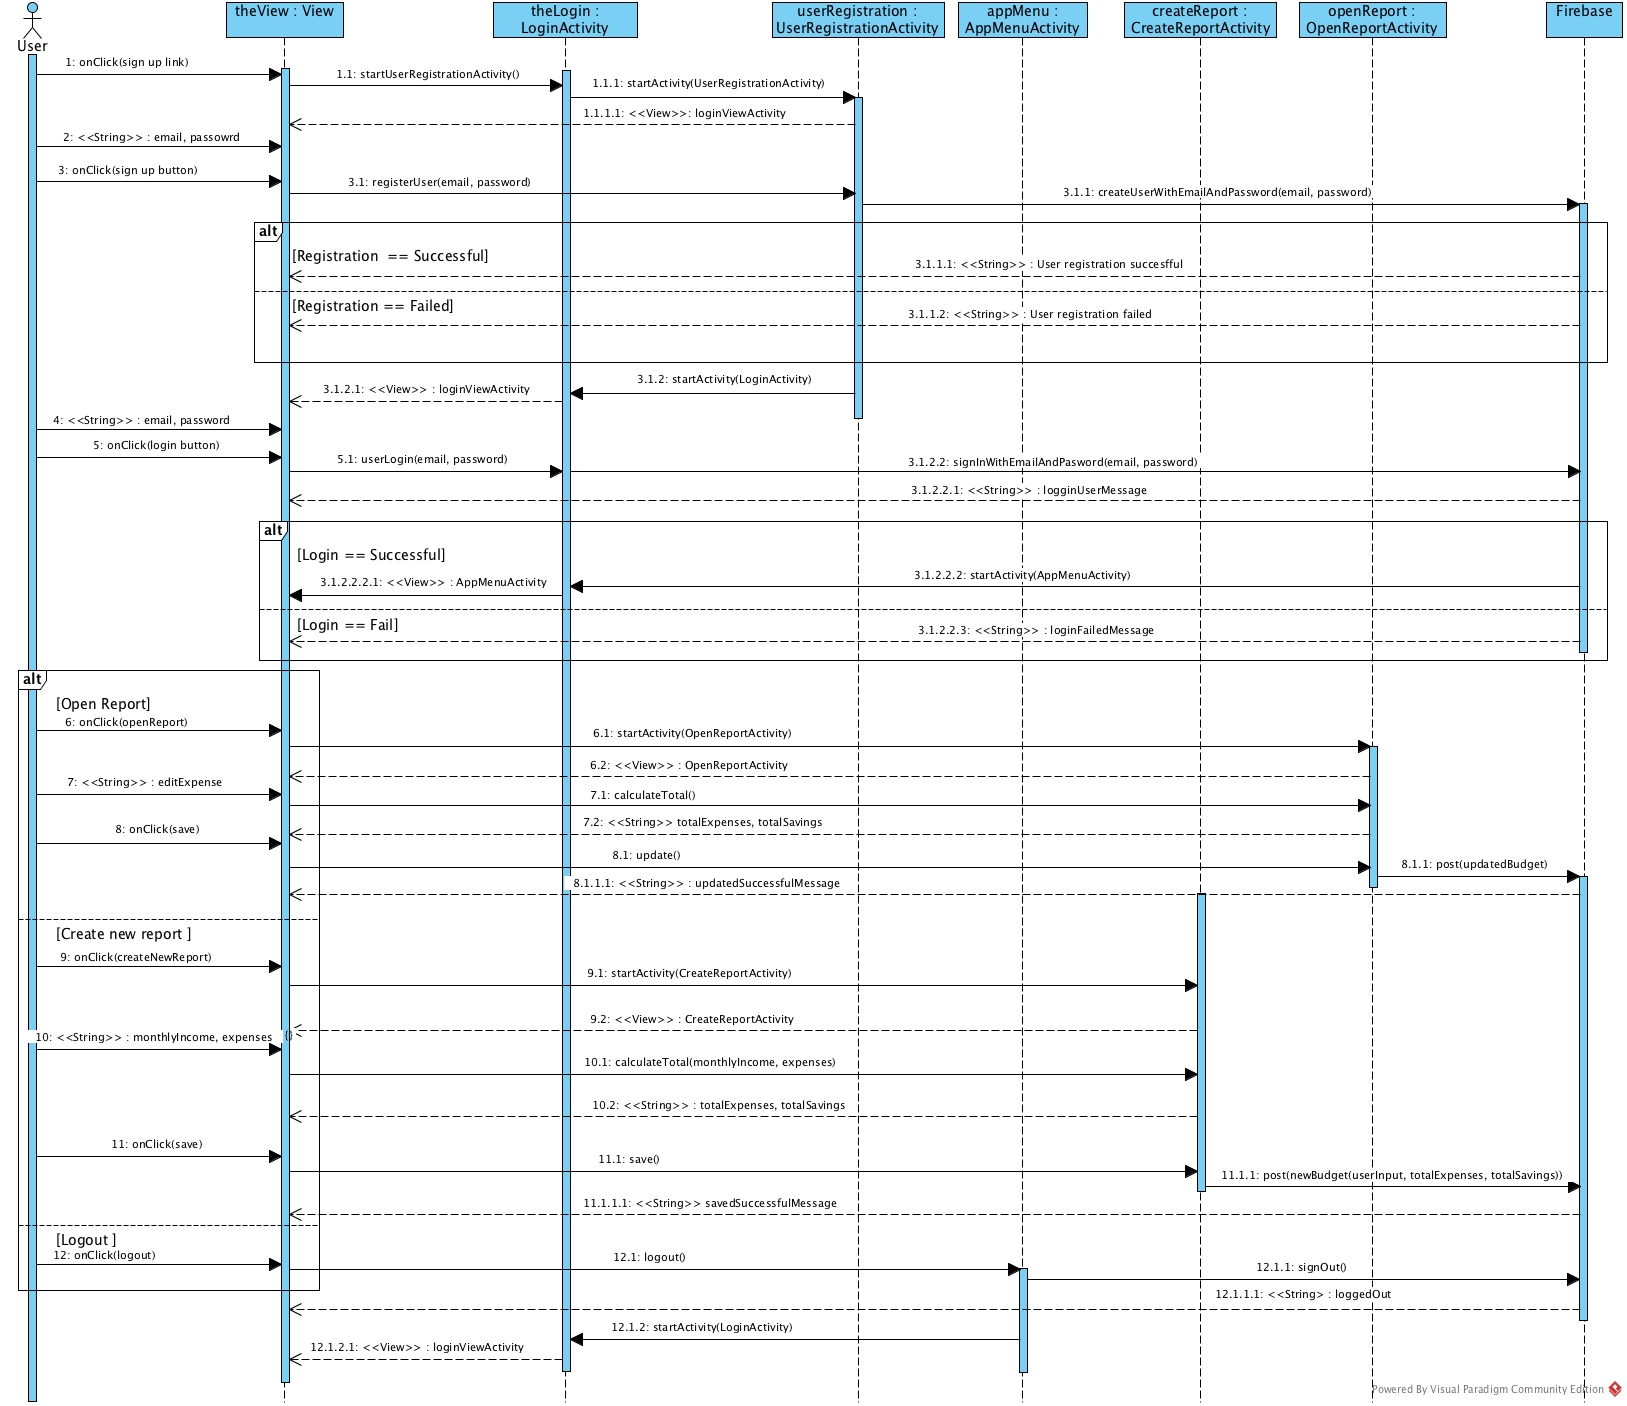 theView : View
theLogin :
LoginActivity
userRegistration :
UserRegistrationActivity
appMenu :
AppMenuActivity
createReport :
CreateReportActivity
openReport :
OpenReportActivity
Firebase
User
1: onClick(sign up link)
1.1: startUserRegistrationActivity()
1.1.1: startActivity(UserRegistrationActivity)
1.1.1.1: <<View>>: loginViewActivity
2: <<String>> : email, passowrd
3: onClick(sign up button)
3.1: registerUser(email, password)
3.1.1: createUserWithEmailAndPassword(email, password)
alt
[Registration  == Successful]
3.1.1.1: <<String>> : User registration succesfful
[Registration == Failed]
3.1.1.2: <<String>> : User registration failed
3.1.2: startActivity(LoginActivity)
3.1.2.1: <<View>> : loginViewActivity
4: <<String>> : email, password
5: onClick(login button)
5.1: userLogin(email, password)
3.1.2.2: signInWithEmailAndPasword(email, password)
3.1.2.2.1: <<String>> : logginUserMessage
alt
[Login == Successful]
3.1.2.2.2: startActivity(AppMenuActivity)
3.1.2.2.2.1: <<View>> : AppMenuActivity
[Login == Fail]
3.1.2.2.3: <<String>> : loginFailedMessage
alt
[Open Report]
6: onClick(openReport)
6.1: startActivity(OpenReportActivity)
6.2: <<View>> : OpenReportActivity
7: <<String>> : editExpense
7.1: calculateTotal()
7.2: <<String>> totalExpenses, totalSavings
8: onClick(save)
8.1: update()
8.1.1: post(updatedBudget)
8.1.1.1: <<String>> : updatedSuccessfulMessage
[Create new report ]
9: onClick(createNewReport)
9.1: startActivity(CreateReportActivity)
9.2: <<View>> : CreateReportActivity
10: <<String>> : monthlyIncome, expenses
{}
10.1: calculateTotal(monthlyIncome, expenses)
10.2: <<String>> : totalExpenses, totalSavings
11: onClick(save)
11.1: save()
11.1.1: post(newBudget(userInput, totalExpenses, totalSavings))
11.1.1.1: <<String>> savedSuccessfulMessage
[Logout ]
12: onClick(logout)
12.1: logout()
12.1.1: signOut()
12.1.1.1: <<String> : loggedOut
12.1.2: startActivity(LoginActivity)
12.1.2.1: <<View>> : loginViewActivity
Powered By Visual Paradigm Community Edition